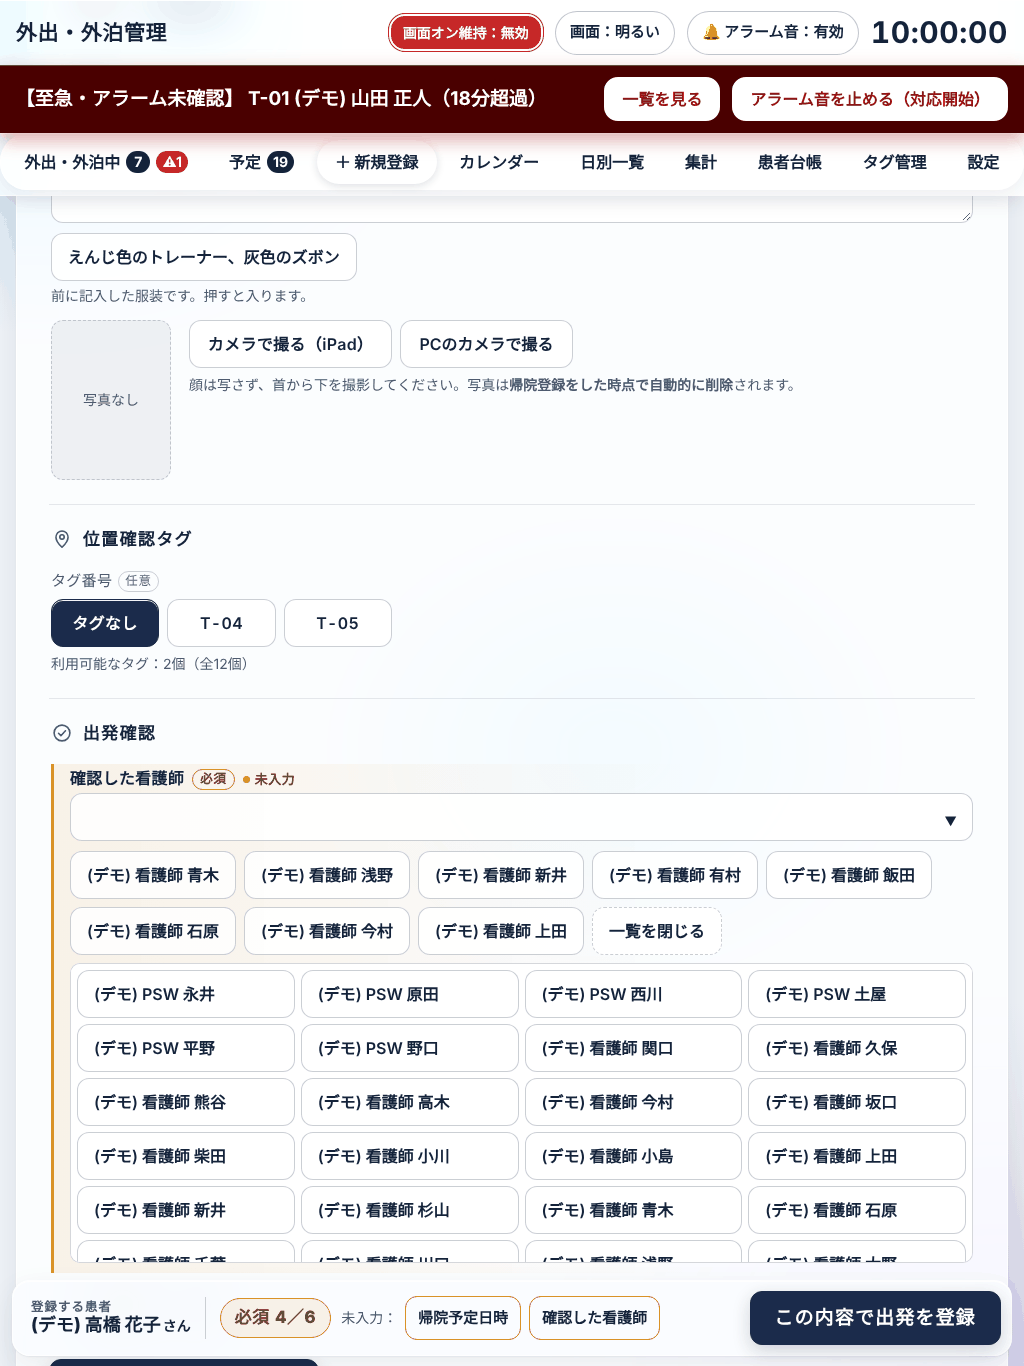 外出・外泊管理
画面オン維持：無効
画面：明るい
🔔 アラーム音：有効
10:00:00
【至急・アラーム未確認】 T-01 (デモ) 山田 正人（18分超過）
一覧を見る
アラーム音を止める（対応開始）
外出・外泊中 7 ▲1
予定 19
＋ 新規登録
カレンダー
日別一覧
集計
患者台帳
タグ管理
設定
えんじ色のトレーナー、灰色のズボン
前に記入した服装です。押すと入ります。
写真なし
カメラで撮る（iPad）
PCのカメラで撮る
顔は写さず、首から下を撮影してください。写真は帰院登録をした時点で自動的に削除されます。
位置確認タグ
タグ番号 任意
タグなし
T-04
T-05
利用可能なタグ：2個（全12個）
出発確認
確認した看護師 必須 ● 未入力
▼
(デモ) 看護師 青木
(デモ) 看護師 浅野
(デモ) 看護師 新井
(デモ) 看護師 有村
(デモ) 看護師 飯田
(デモ) 看護師 石原
(デモ) 看護師 今村
(デモ) 看護師 上田
一覧を閉じる
(デモ) PSW 永井
(デモ) PSW 原田
(デモ) PSW 西川
(デモ) PSW 土屋
(デモ) PSW 平野
(デモ) PSW 野口
(デモ) 看護師 関口
(デモ) 看護師 久保
(デモ) 看護師 熊谷
(デモ) 看護師 高木
(デモ) 看護師 今村
(デモ) 看護師 坂口
(デモ) 看護師 柴田
(デモ) 看護師 小川
(デモ) 看護師 小島
(デモ) 看護師 上田
(デモ) 看護師 新井
(デモ) 看護師 杉山
(デモ) 看護師 青木
(デモ) 看護師 石原
(デモ) 看護師
(デモ) 看護師
(デモ) 看護師 浅野
(デモ) 看護師
登録する患者
(デモ) 高橋 花子 さん
必須 4／6
未入力：
帰院予定日時
確認した看護師
この内容で出発を登録